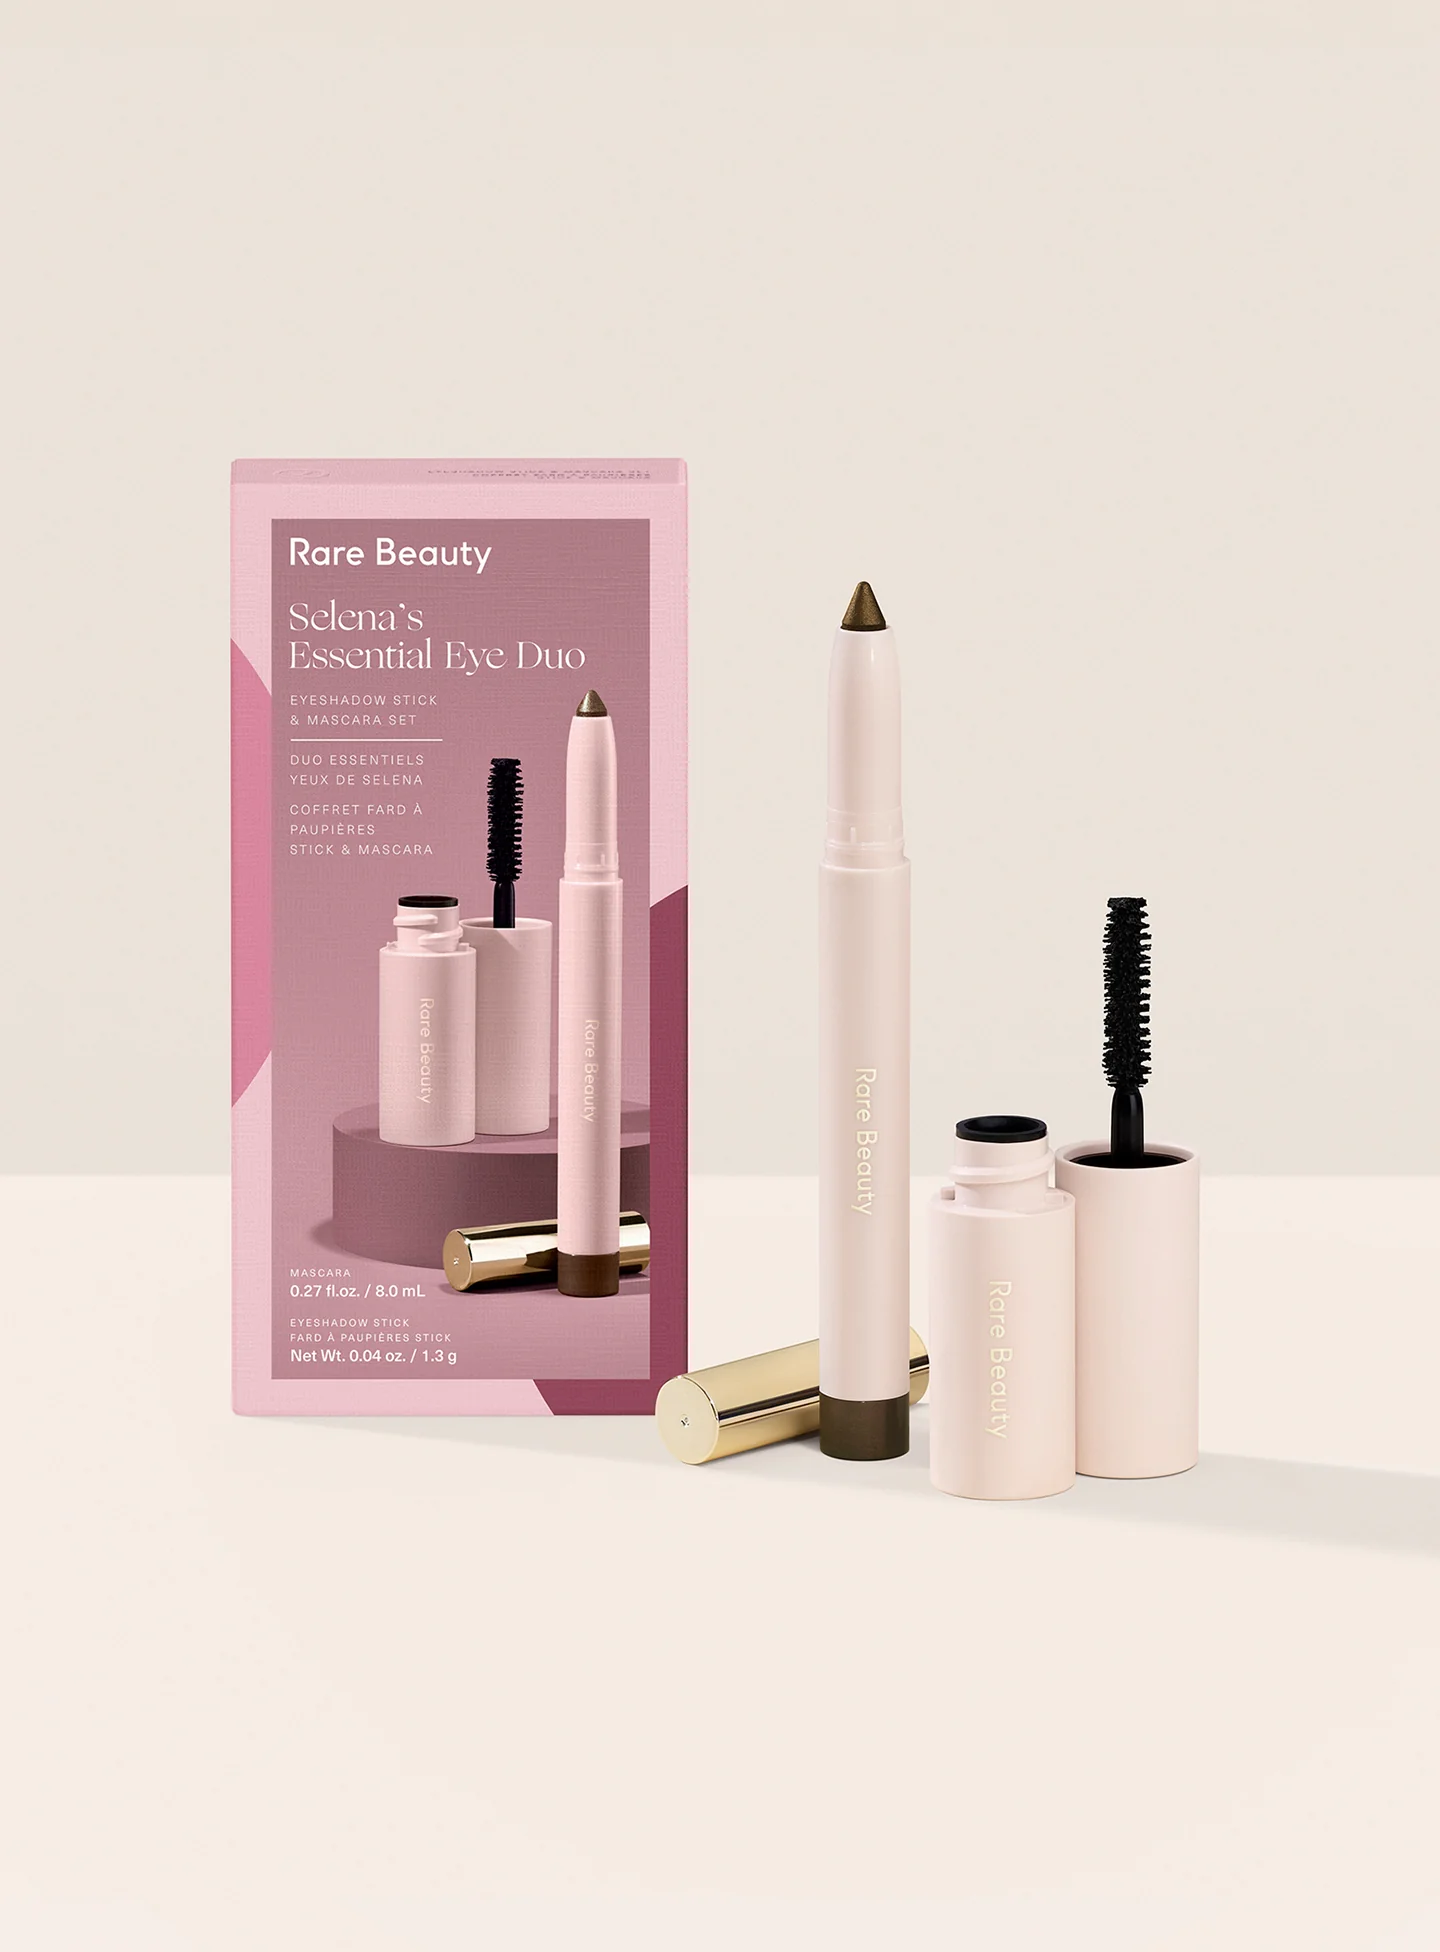 Rare Beauty
Selena's
Essential Eye Duo
EYESHADOW STICK
& MASCARA SET
DUO ESSENTIELS
YEUX DE SELENA
COFFRET FARD À
PAUPIÈRES
STICK & MASCARA
Rare Beauty
Rare Beauty
MASCARA
0.27 fl.oz. / 8.0 mL
EYESHADOW STICK
FARD À PAUPIÈRES STICK
Net Wt. 0.04 oz. / 1.3 g
Rare Beauty
Rare Beauty